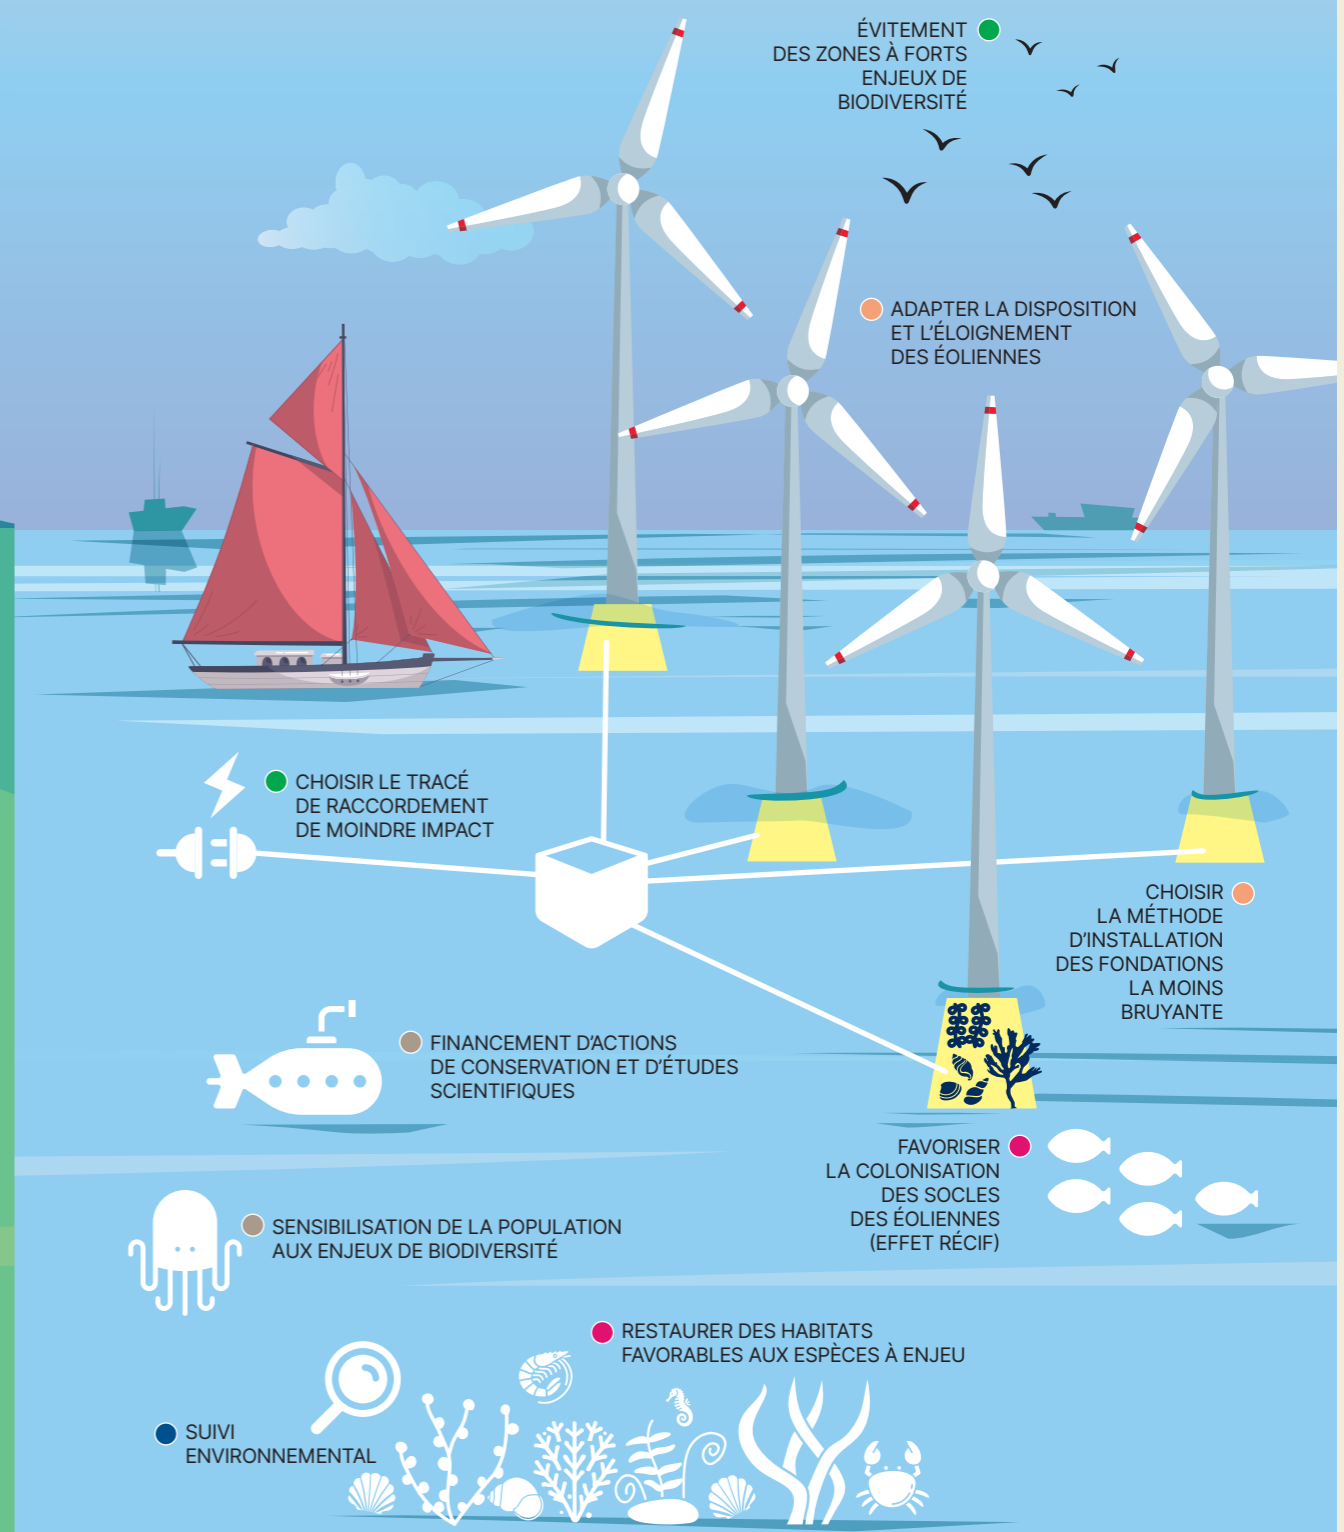 ÉVITEMENT
DES ZONES À FORTS
ENJEUX DE
BIODIVERSITÉ
ADAPTER LA DISPOSITION
ET L'ÉLOIGNEMENT
DES ÉOLIENNES
CHOISIR LE TRACÉ
DE RACCORDEMENT
DE MOINDRE IMPACT
CHOISIR
LA MÉTHODE
D'INSTALLATION
DES FONDATIONS
LA MOINS
BRUYANTE
FINANCEMENT D'ACTIONS
DE CONSERVATION ET D'ÉTUDES
SCIENTIFIQUES
FAVORISER
LA COLONISATION
DES SOCLES
DES ÉOLIENNES
(EFFET RÉCIF)
SENSIBILISATION DE LA POPULATION
AUX ENJEUX DE BIODIVERSITÉ
RESTAURER DES HABITATS
FAVORABLES AUX ESPÈCES À ENJEU
SUIVI
ENVIRONNEMENTAL